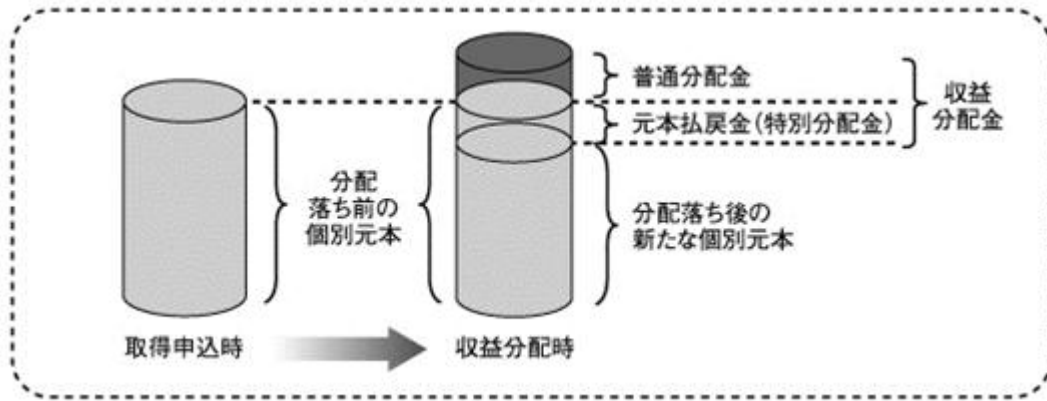 普通分配金
元本払戻金(特別分配金)
収益
分配金
分配
落ち前の
個別元本
分配落ち後の
新たな個別元本
取得申込時
収益分配時